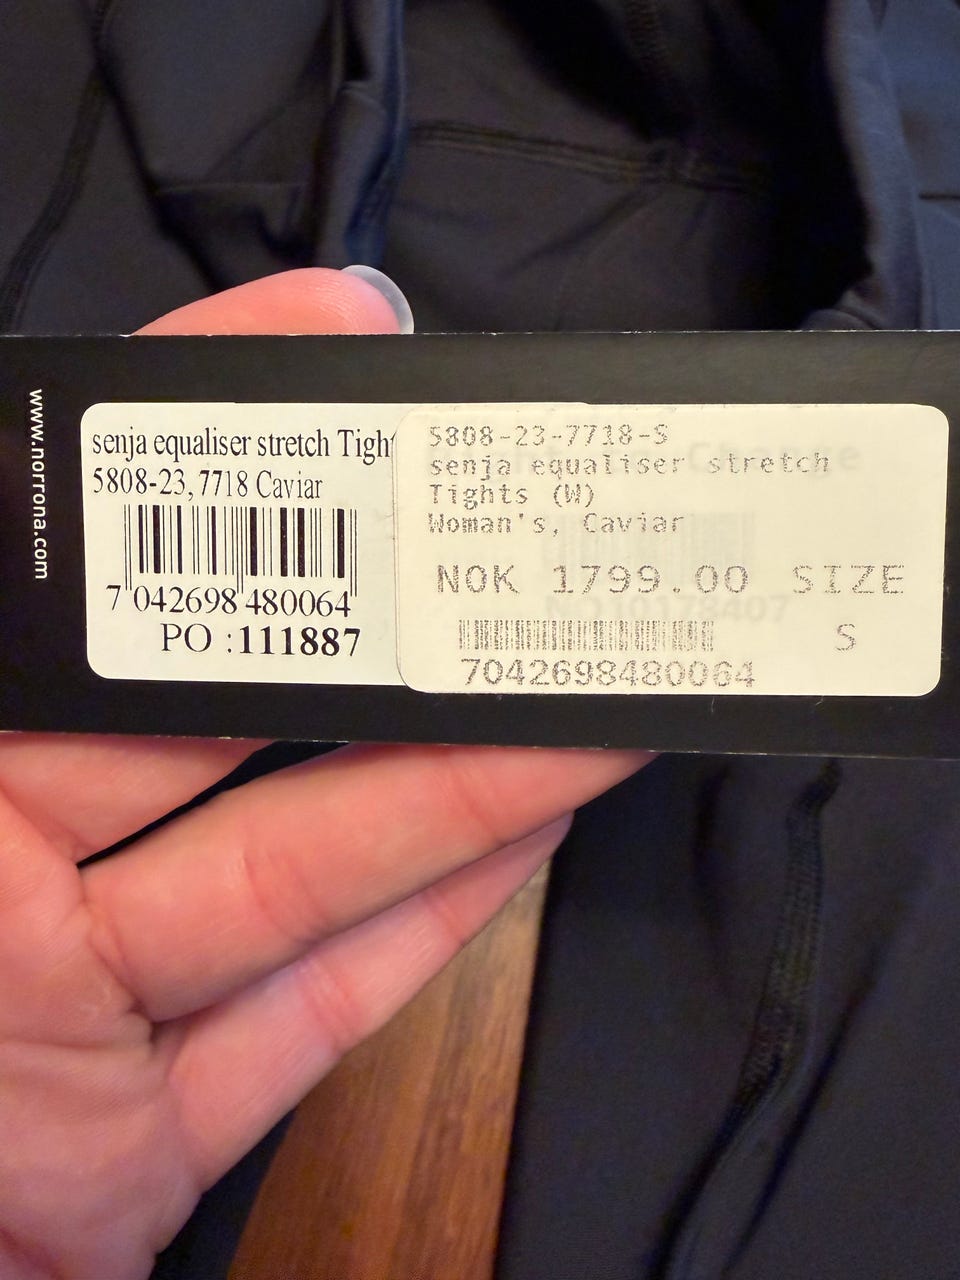 www.norrona.com
senja equaliser stretch Tigh
5808-23, 7718 Caviar
7 042698 480064
PO :111887
5808-23-7718-S
senja equaliser stretch
Tights (W)
Woman's, Caviar
NOK 1799.00 SIZE
S
7042698480064